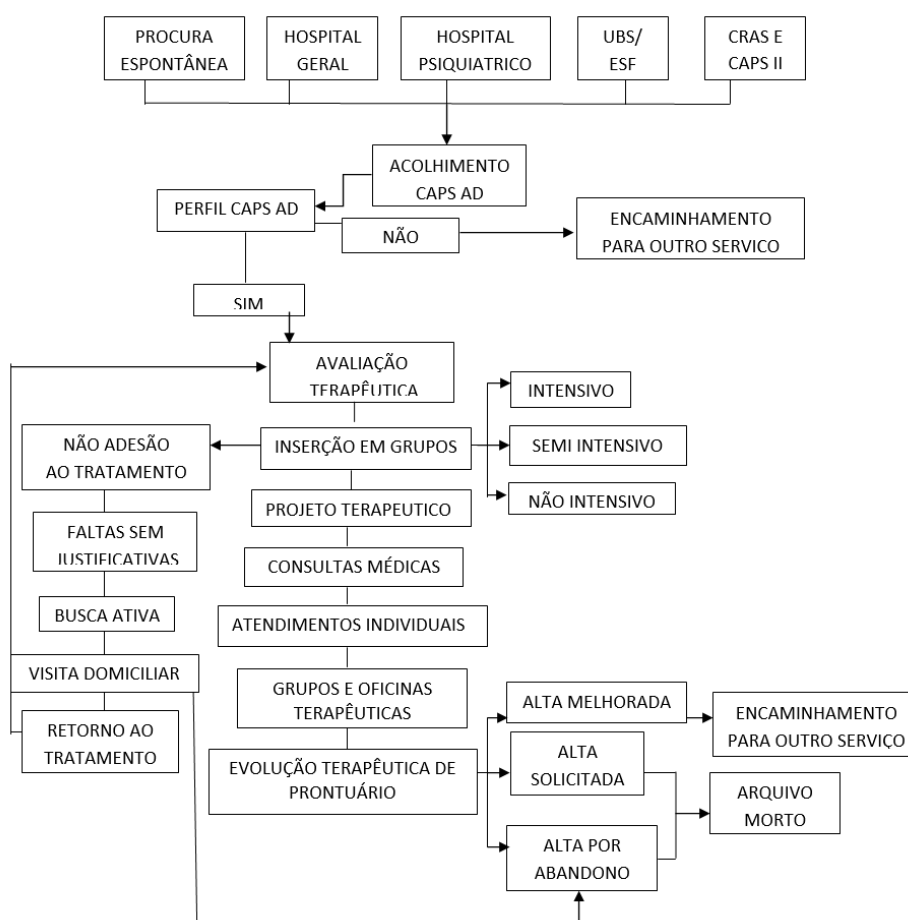 PROCURA
ESPONTÂNEA
HOSPITAL
GERAL
HOSPITAL
PSIQUIATRICO
UBS/
ESF
CRAS E
CAPS II
ACOLHIMENTO
CAPS AD
PERFIL CAPS AD
NÃO
ENCAMINHAMENTO
PARA OUTRO SERVICO
SIM
AVALIAÇÃO
TERAPÊUTICA
INTENSIVO
NÃO ADESÃO
AO TRATAMENTO
INSERÇÃO EM GRUPOS
SEMI INTENSIVO
NÃO INTENSIVO
PROJETO TERAPEUTICO
FALTAS SEM
JUSTIFICATIVAS
CONSULTAS MÉDICAS
BUSCA ATIVA
ATENDIMENTOS INDIVIDUAIS
VISITA DOMICILIAR
GRUPOS E OFICINAS
TERAPÊUTICAS
RETORNO AO
TRATAMENTO
EVOLUÇÃO TERAPÊUTICA DE
PRONTUÁRIO
ALTA MELHORADA
ENCAMINHAMENTO
PARA OUTRO SERVIÇO
ALTA
SOLICITADA
ARQUIVO
MORTO
ALTA POR
ABANDONO